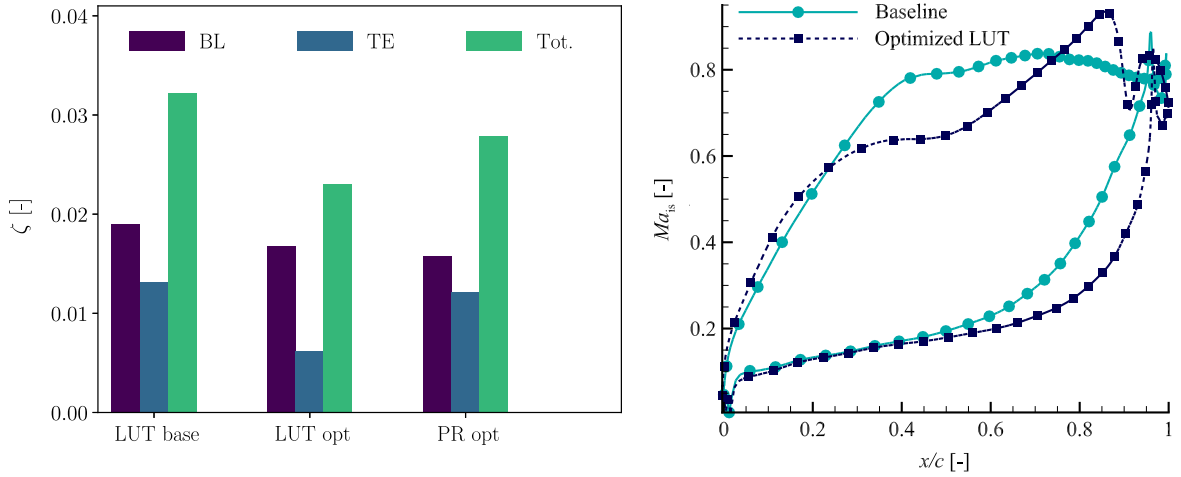 0.04
0.03
0.02
0.01
0.00
ζ [-]
BL
TE
Tot.
LUT base
LUT opt
PR opt
Baseline
Optimized LUT
0.8
0.6
0.4
0.2
Ma_is [-]
0
0.2
0.4
0.6
0.8
1
x/c [-]